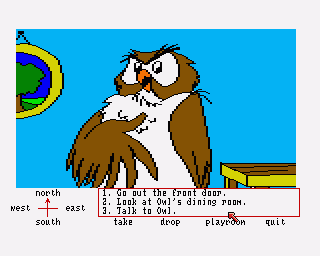 north
west east
south
1. Go out the front door.
2. Look at Owl's dining room.
3. Talk to Owl.
take drop playroom quit